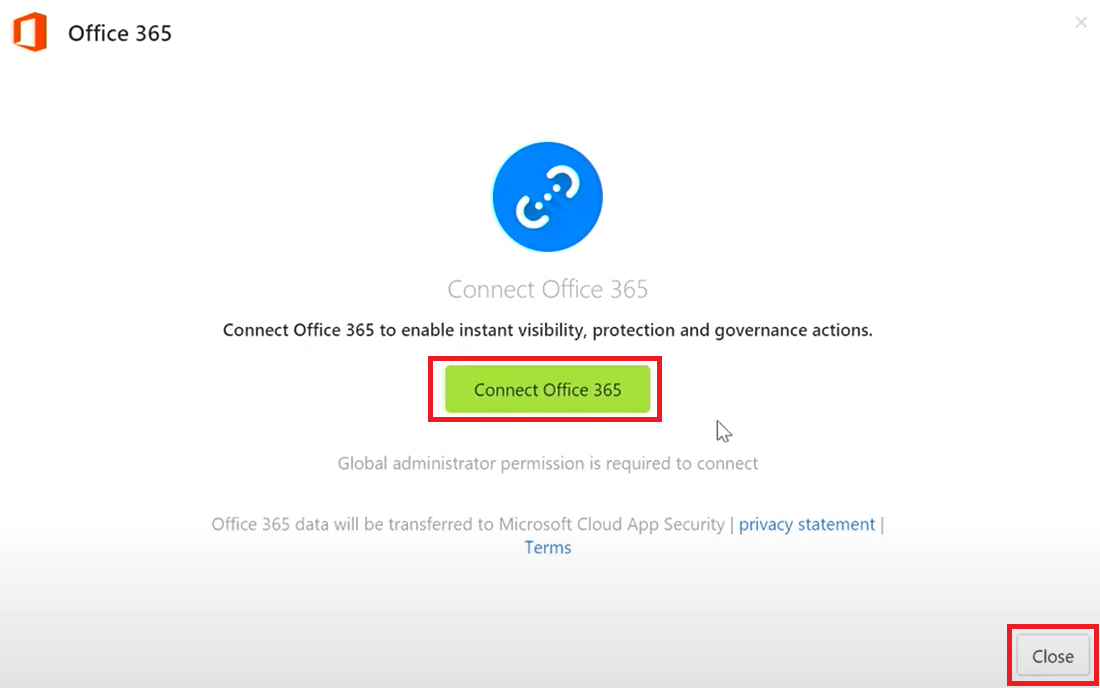 Office 365
Connect Office 365
Connect Office 365 to enable instant visibility, protection and governance actions.
Connect Office 365
Global administrator permission is required to connect
Office 365 data will be transferred to Microsoft Cloud App Security | privacy statement |
Terms
Close